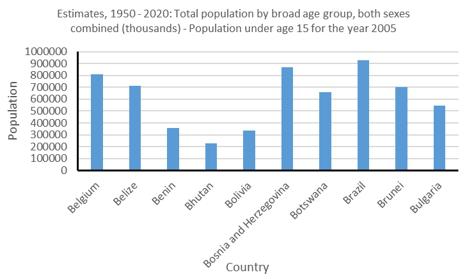 Estimates, 1950 - 2020: Total population by broad age group, both sexes
combined (thousands) - Population under age 15 for the year 2005
1000000
900000
800000
700000
600000
500000
400000
300000
200000
100000
0
Population
Belgium
Belize
Benin
Bhutan
Bolivia
Bosnia and Herzegovina
Botswana
Brazil
Brunei
Bulgaria
Country